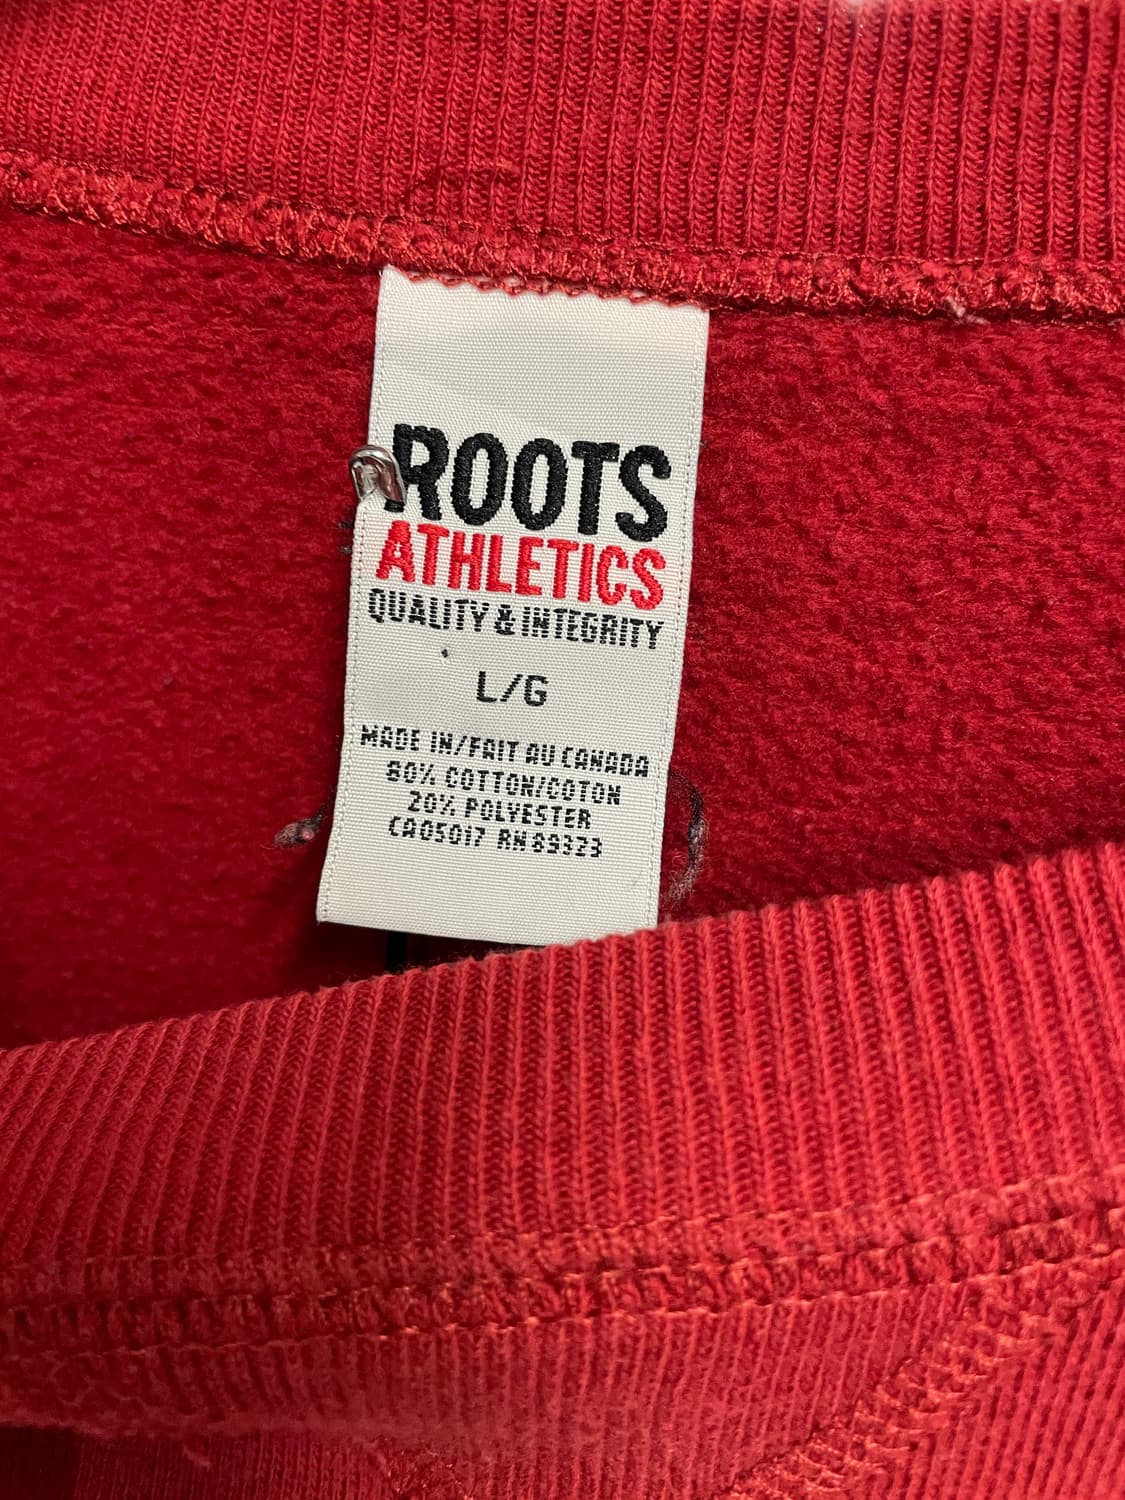 ROOTS
ATHLETICS
QUALITY & INTEGRITY
L/G
MADE IN/FAIT AU CANADA
80% COTTON/COTON
20% POLYESTER
CA05017 RN 89323